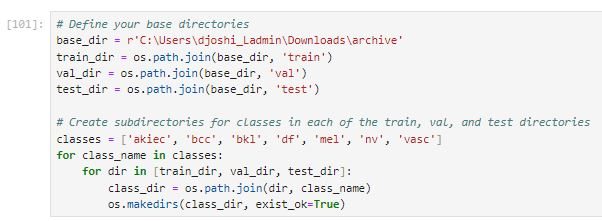 [101]: # Define your base directories
base_dir = r'C:\Users\djoshi_Ladmin\Downloads\archive'
train_dir = os.path.join(base_dir, 'train')
val_dir = os.path.join(base_dir, 'val')
test_dir = os.path.join(base_dir, 'test')

# Create subdirectories for classes in each of the train, val, and test directories
classes = ['akiec', 'bcc', 'bkl', 'df', 'mel', 'nv', 'vasc']
for class_name in classes:
    for dir in [train_dir, val_dir, test_dir]:
        class_dir = os.path.join(dir, class_name)
        os.makedirs(class_dir, exist_ok=True)